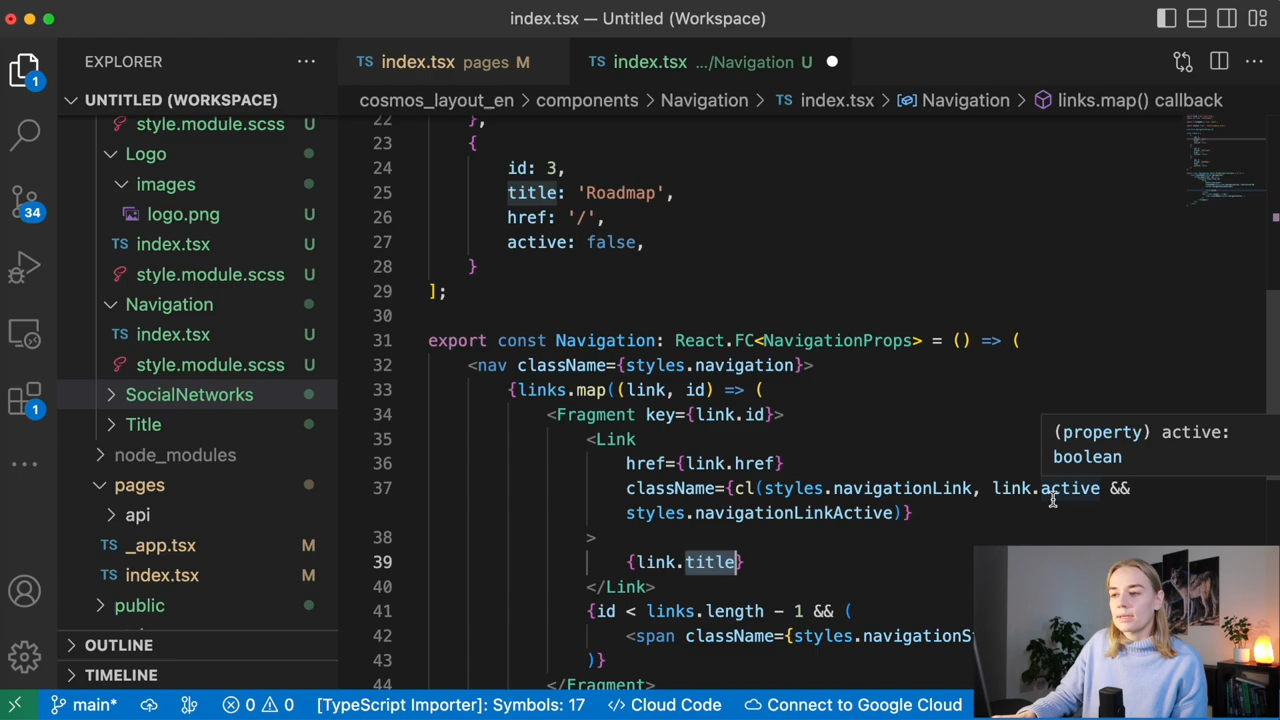 index.tsx — Untitled (Workspace)
EXPLORER
UNTITLED (WORKSPACE)
style.module.scss U
Logo
images
logo.png U
index.tsx U
style.module.scss U
Navigation
index.tsx U
style.module.scss U
SocialNetworks
Title
node_modules
pages
api
_app.tsx M
index.tsx M
public
OUTLINE
TIMELINE
1
34
1
TS index.tsx pages M
TS index.tsx .../Navigation U
cosmos_layout_en > components > Navigation > TS index.tsx > Navigation > links.map() callback
22 },
23 {
24 id: 3,
25 title: 'Roadmap',
26 href: '/',
27 active: false,
28 }
29 ];
30
31 export const Navigation: React.FC<NavigationProps> = () => (
32 <nav className={styles.navigation}>
33 {links.map((link, id) => (
34 <Fragment key={link.id}>
35 <Link
36 href={link.href}
37 className={cl(styles.navigationLink, link.active &&
styles.navigationLinkActive)}
38 >
39 {link.title}
40 </Link>
41 {id < links.length - 1 && (
42 <span className={styles.navigationS
43 )}
44 </Fragment>
(property) active:
boolean
main* 0 0 [TypeScript Importer]: Symbols: 17 </> Cloud Code Connect to Google Cloud